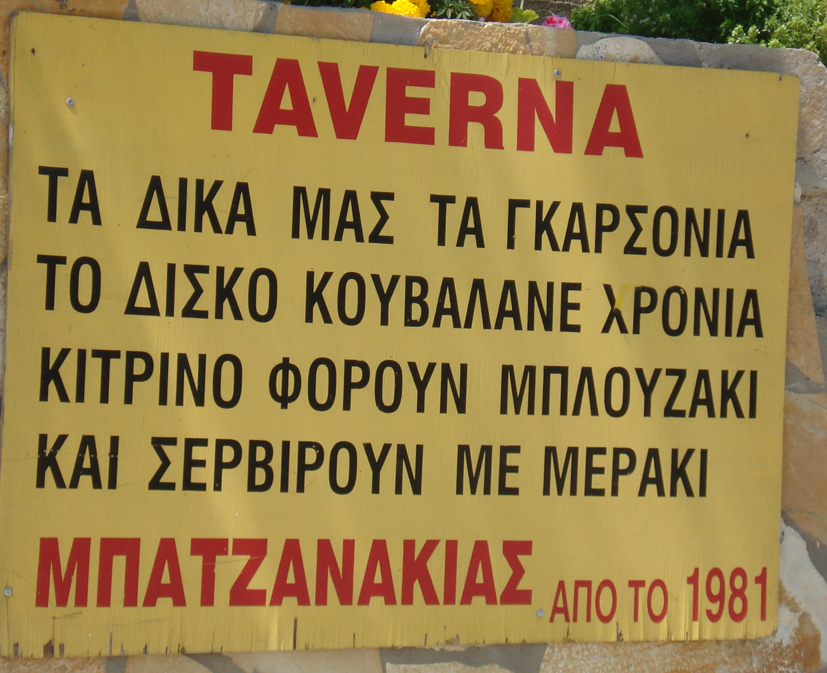 TAVERNA
ΤΑ ΔΙΚΑ ΜΑΣ ΤΑ ΓΚΑΡΣΟΝΙΑ
ΤΟ ΔΙΣΚΟ ΚΟΥΒΑΛΑΝΕ ΧΡΟΝΙΑ
ΚΙΤΡΙΝΟ ΦΟΡΟΥΝ ΜΠΛΟΥΖΑΚΙ
ΚΑΙ ΣΕΡΒΙΡΟΥΝ ΜΕ ΜΕΡΑΚΙ
ΜΠΑΤΖΑΝΑΚΙΑΣ ΑΠΟ ΤΟ 1981